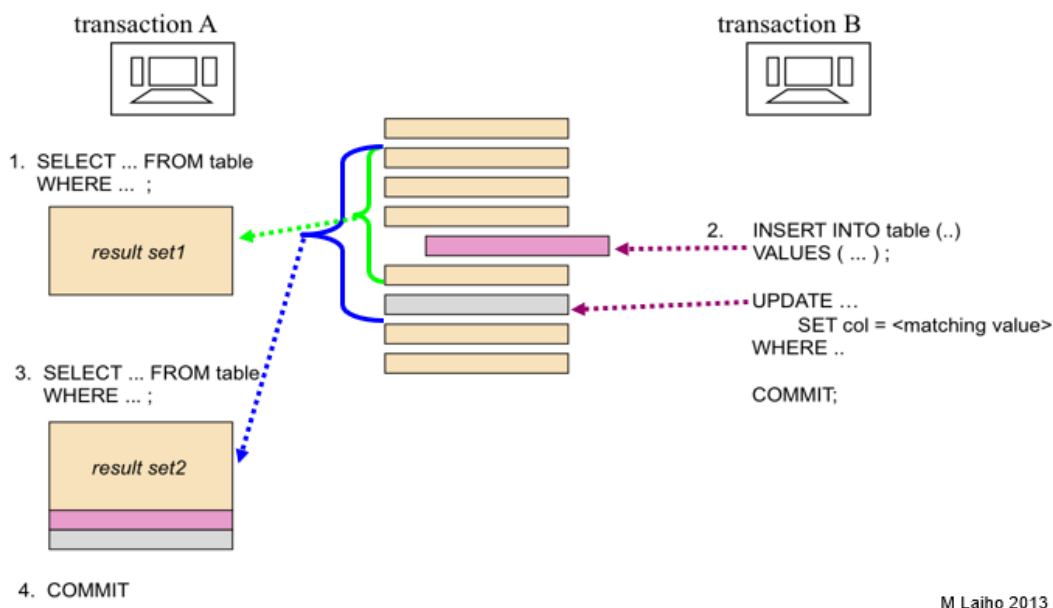 transaction A
transaction B
1. SELECT ... FROM table
WHERE ... ;
result set1
2. INSERT INTO table (..)
VALUES ( ... ) ;
UPDATE ...
SET col = <matching value>
WHERE ..
COMMIT;
3. SELECT ... FROM table
WHERE ... ;
result set2
4. COMMIT
M Laiho 2013